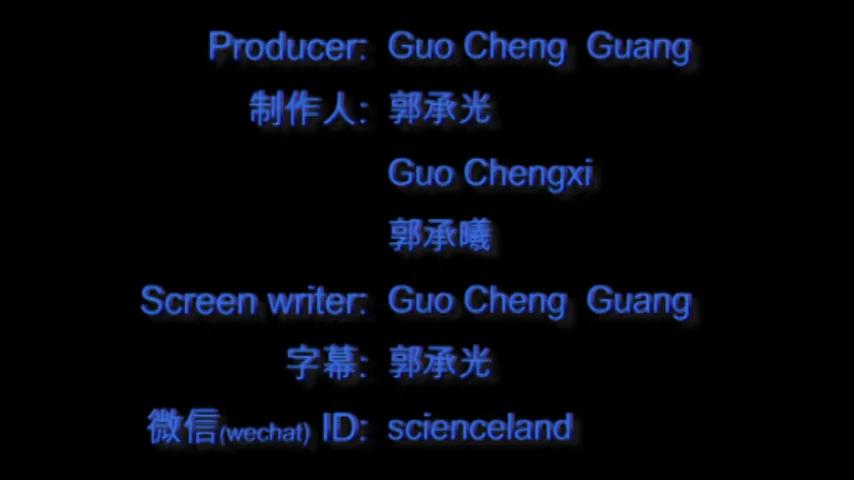 Producer: Guo Cheng Guang
制作人: 郭承光
Guo Chengxi
郭承曦
Screen writer: Guo Cheng Guang
字幕: 郭承光
微信(wechat) ID: scienceland